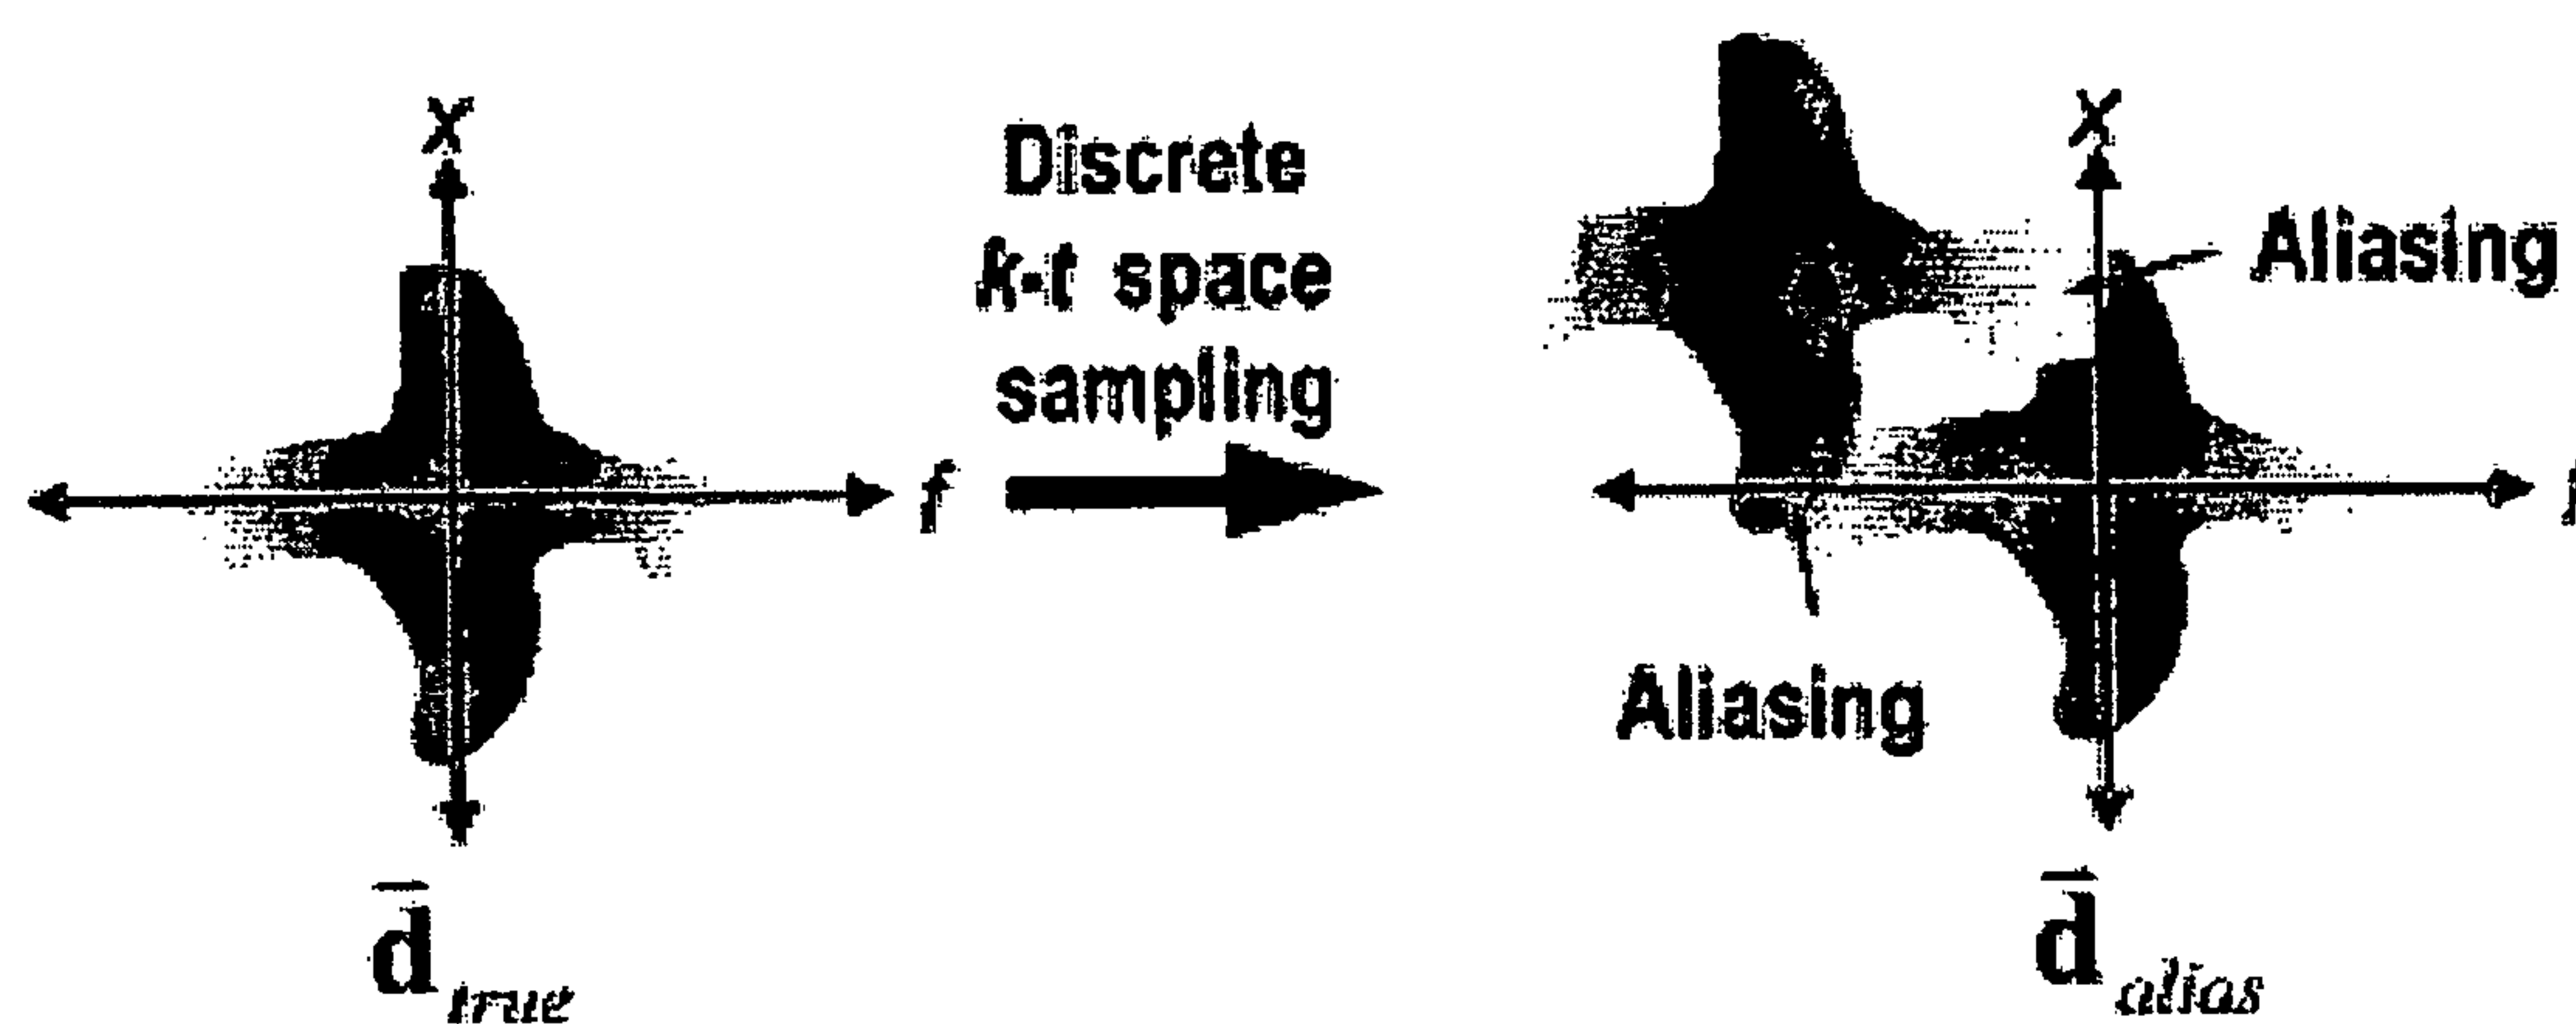 x
Discrete
k-t space
sampling
f
d̄ true
x
Aliasing
Aliasing
d̄ alias